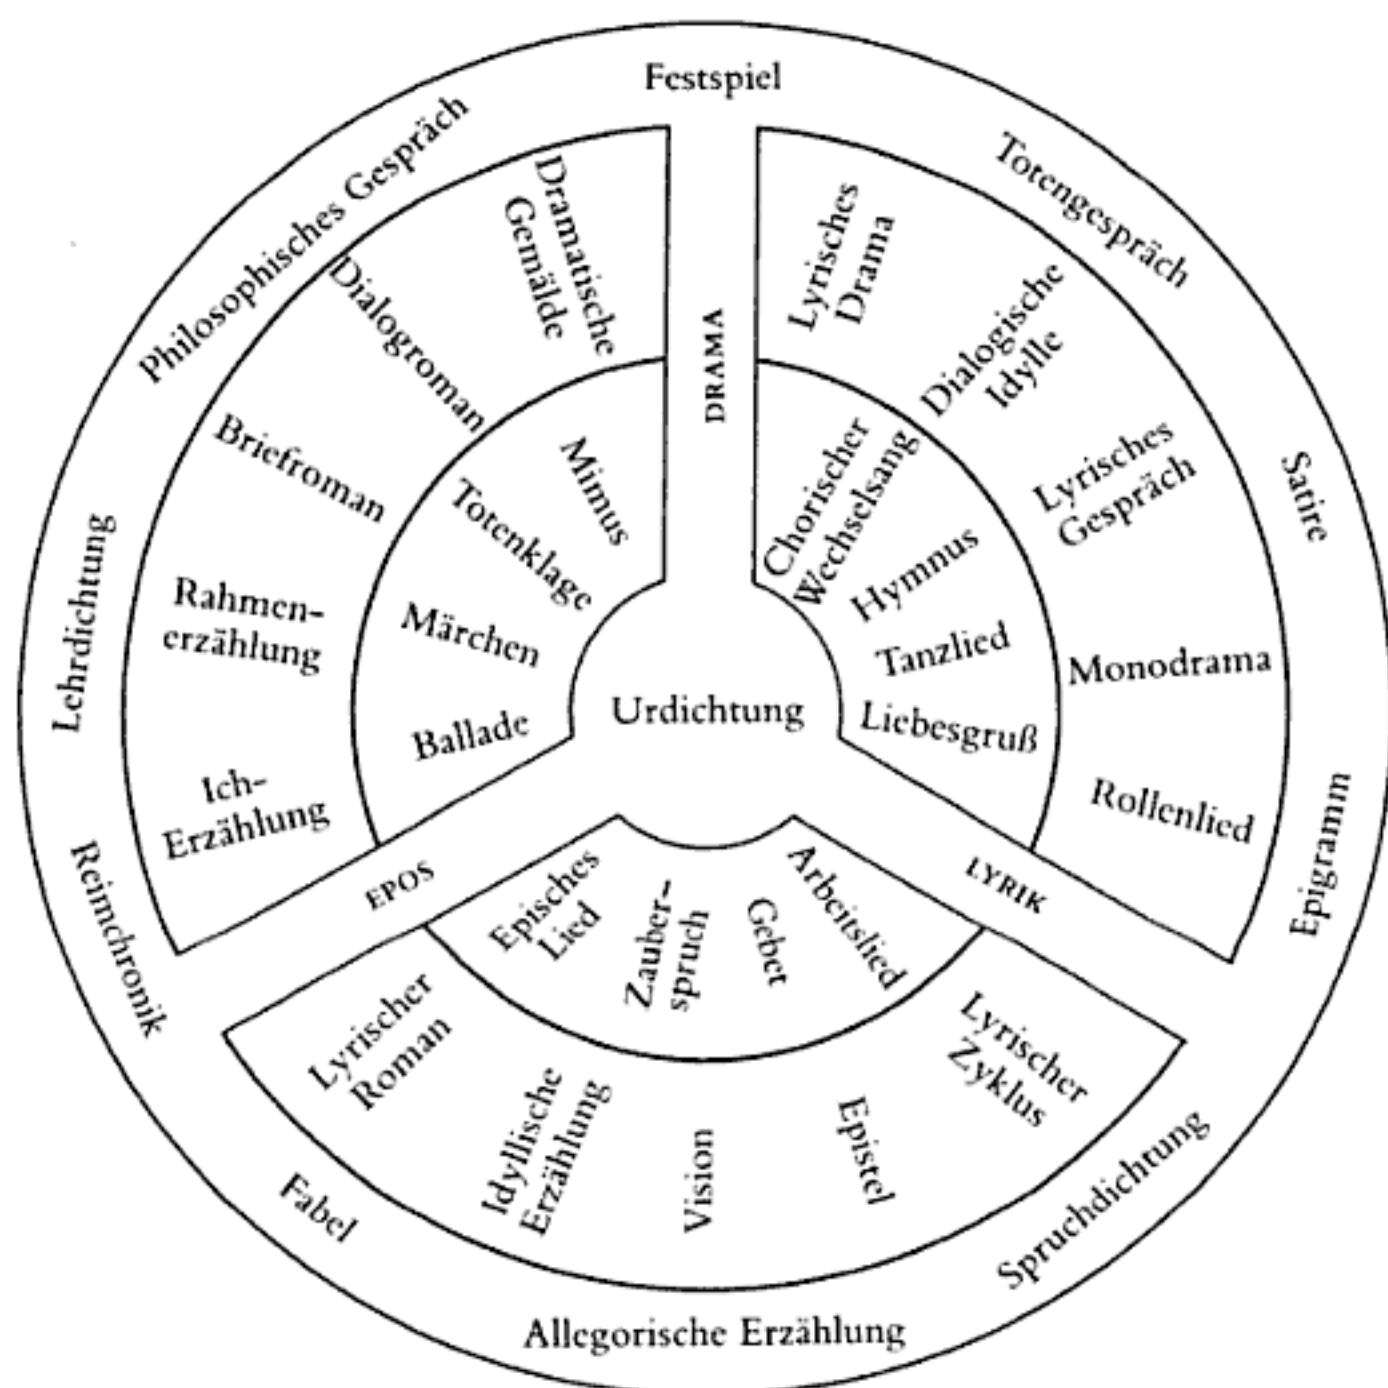 Festspiel
Totengespräch
Satire
Epigramm
Spruchdichtung
Allegorische Erzählung
Fabel
Reimchronik
Lehrdichtung
Philosophisches Gespräch
DRAMA
LYRIK
EPOS
Lyrisches
Drama
Dialogische
Idylle
Lyrisches
Gespräch
Monodrama
Rollenlied
Lyrischer
Zyklus
Epistel
Vision
Idyllische
Erzählung
Lyrischer
Roman
Ich-
Erzählung
Rahmen-
erzählung
Briefroman
Dialogroman
Dramatische
Gemälde
Chorischer
Wechselsang
Hymnus
Tanzlied
Liebesgruß
Arbeitslied
Gebet
Zauber-
spruch
Episches
Lied
Ballade
Märchen
Totenklage
Mimus
Urdichtung